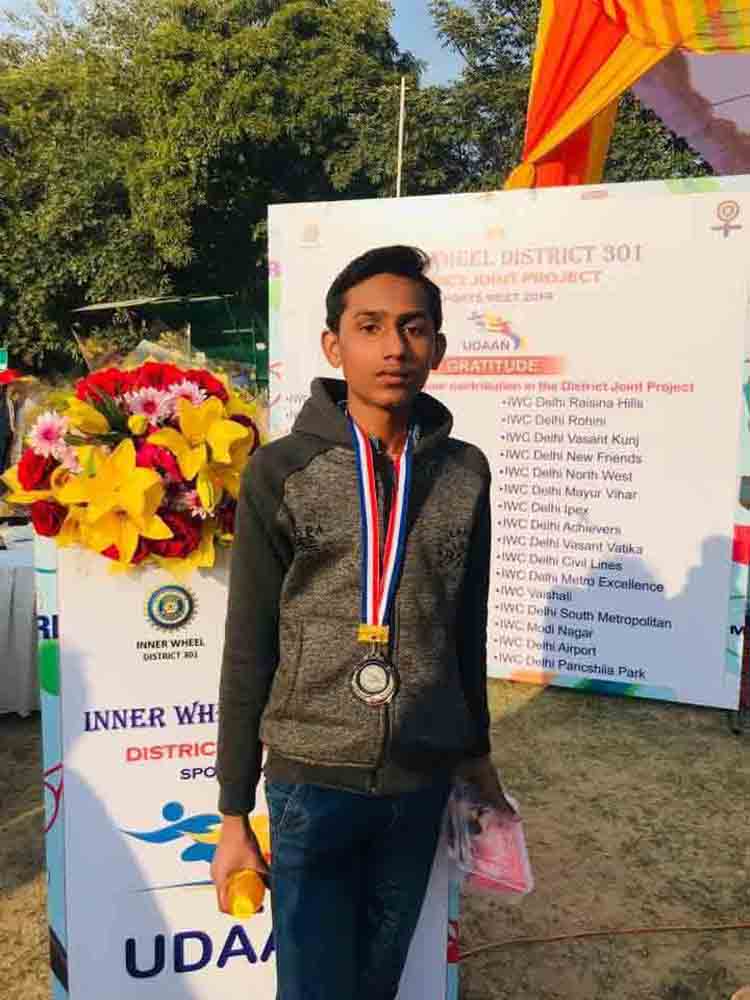 WHEEL DISTRICT 301
JOINT PROJECT
SPORTS MEET 2019
UDAAN
GRATITUDE
contribution in the District Joint Project
•IWC Delhi Raisina Hills
•IWC Delhi Rohini
•IWC Delhi Vasant Kunj
•IWC Delhi New Friends
•IWC Delhi North West
•IWC Delhi Mayur Vihar
•IWC Delhi Ipex
•IWC Delhi Achievers
•IWC Delhi Vasant Vatika
•IWC Delhi Civil Lines
•IWC Delhi Metro Excellence
•IWC Vaishali
•IWC Delhi South Metropolitan
•IWC Modi Nagar
•IWC Delhi Airport
•IWC Delhi Paricshila Park
INNER WHEEL
DISTRICT 301
INNER WH
DISTRIC
SPO
UDAA